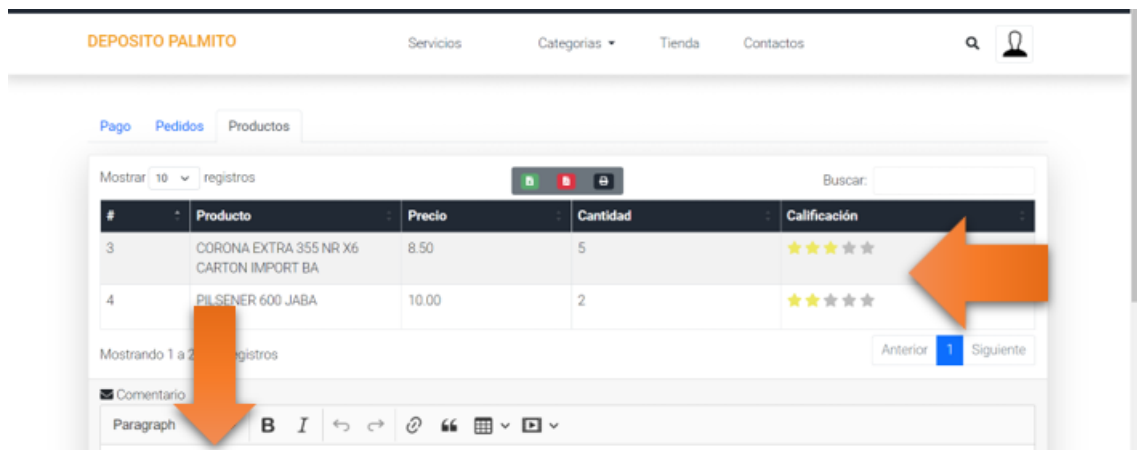 DEPOSITO PALMITO Servicios Categorias Tienda Contactos
Pago Pedidos Productos
Mostrar 10 registros Buscar:
# Producto Precio Cantidad Calificación
3 CORONA EXTRA 355 NR X6 8.50 5
CARTON IMPORT BA
4 PILSENER 600 JABA 10.00 2
Mostrando 1 a Anterior 1 Siguiente
Comentario
Paragraph B I